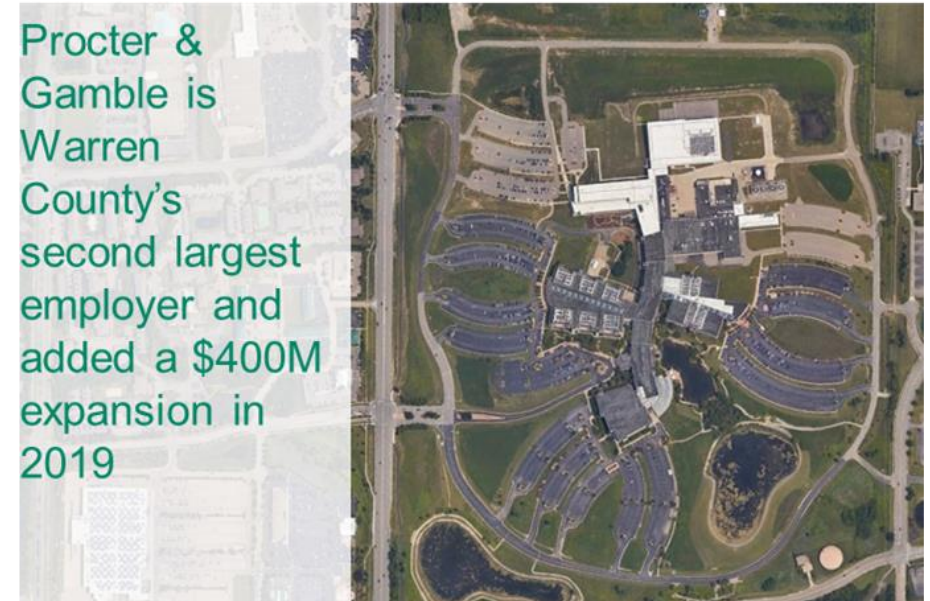 Procter &
Gamble is
Warren
County’s
second largest
employer and
added a $400M
expansion in
2019